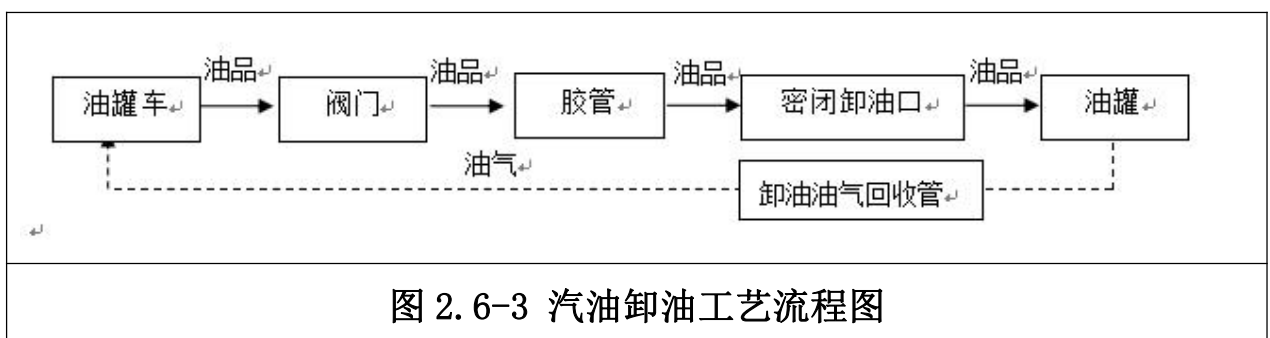 油品 油品 油品 油品
油罐车 阀门 胶管 密闭卸油口 油罐
油气
卸油油气回收管
图 2.6-3 汽油卸油工艺流程图